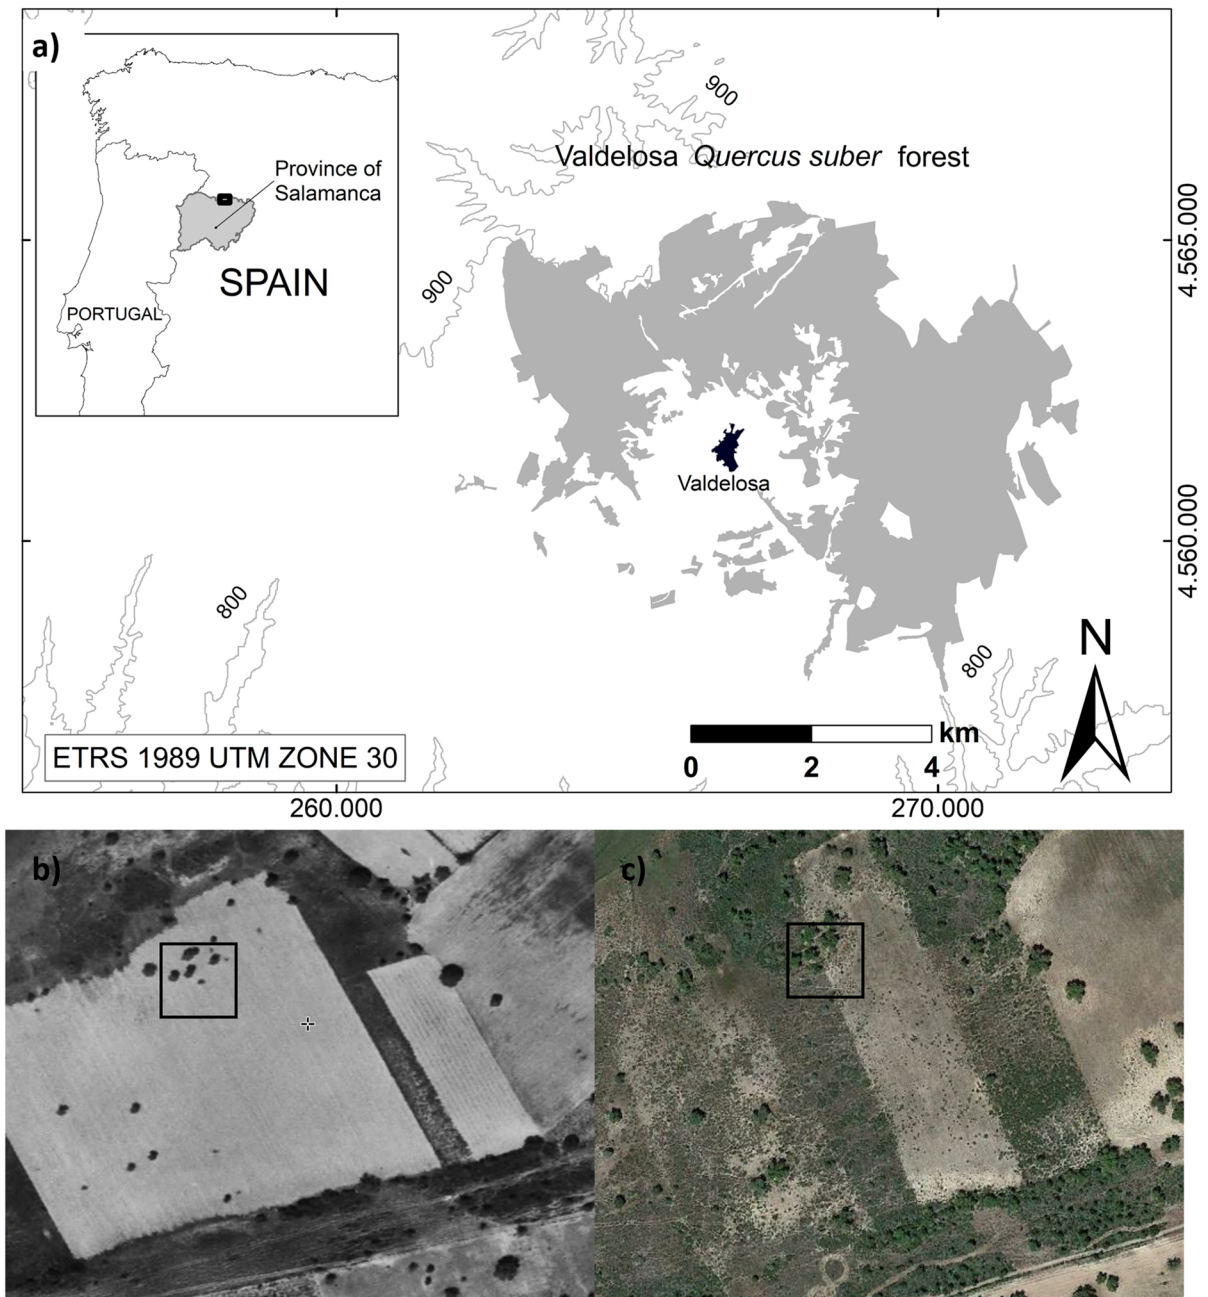 a)
900
Valdelosa Quercus suber forest
Province of
Salamanca
SPAIN
900
PORTUGAL
4.565.000
Valdelosa
4.560.000
800
N
800
km
ETRS 1989 UTM ZONE 30
0 2 4
260.000 270.000
b) c)